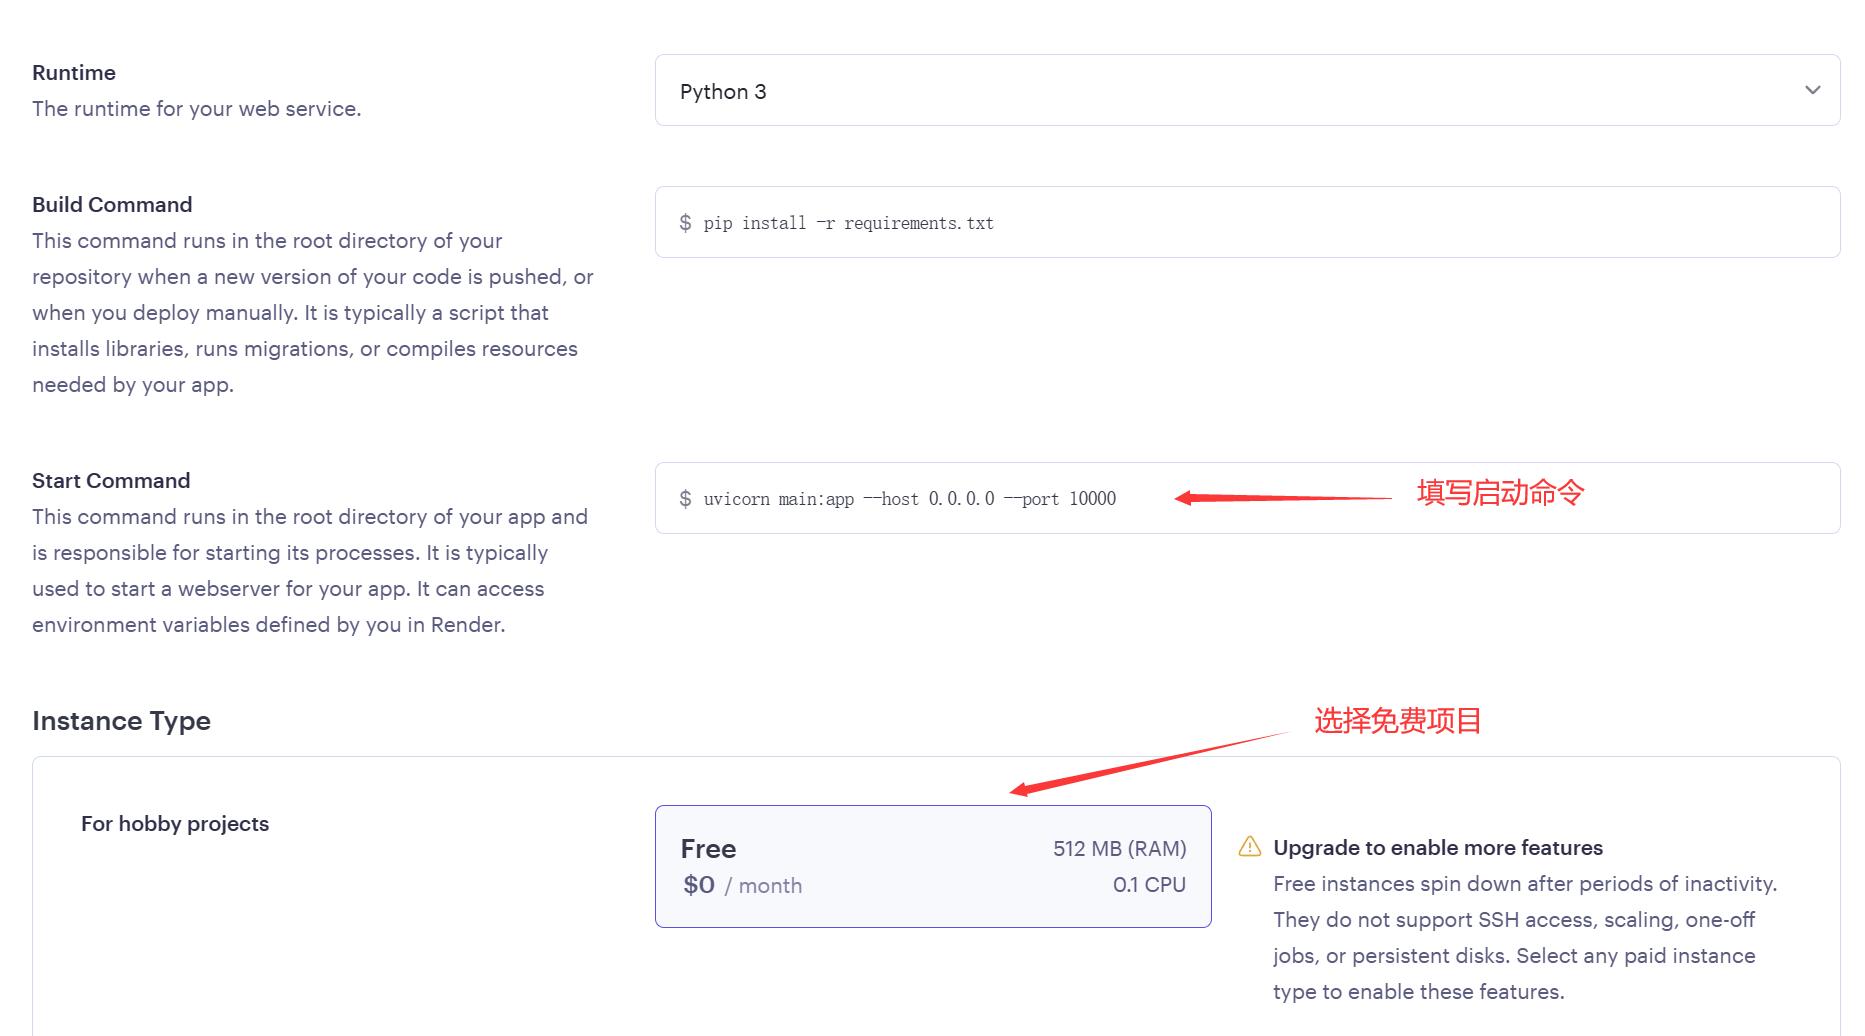 Runtime
The runtime for your web service.
Python 3
Build Command
This command runs in the root directory of your
repository when a new version of your code is pushed, or
when you deploy manually. It is typically a script that
installs libraries, runs migrations, or compiles resources
needed by your app.
$ pip install -r requirements.txt
Start Command
This command runs in the root directory of your app and
is responsible for starting its processes. It is typically
used to start a webserver for your app. It can access
environment variables defined by you in Render.
$ uvicorn main:app --host 0.0.0.0 --port 10000
填写启动命令
Instance Type
选择免费项目
For hobby projects
Free
512 MB (RAM)
$0 / month
0.1 CPU
Upgrade to enable more features
Free instances spin down after periods of inactivity.
They do not support SSH access, scaling, one-off
jobs, or persistent disks. Select any paid instance
type to enable these features.